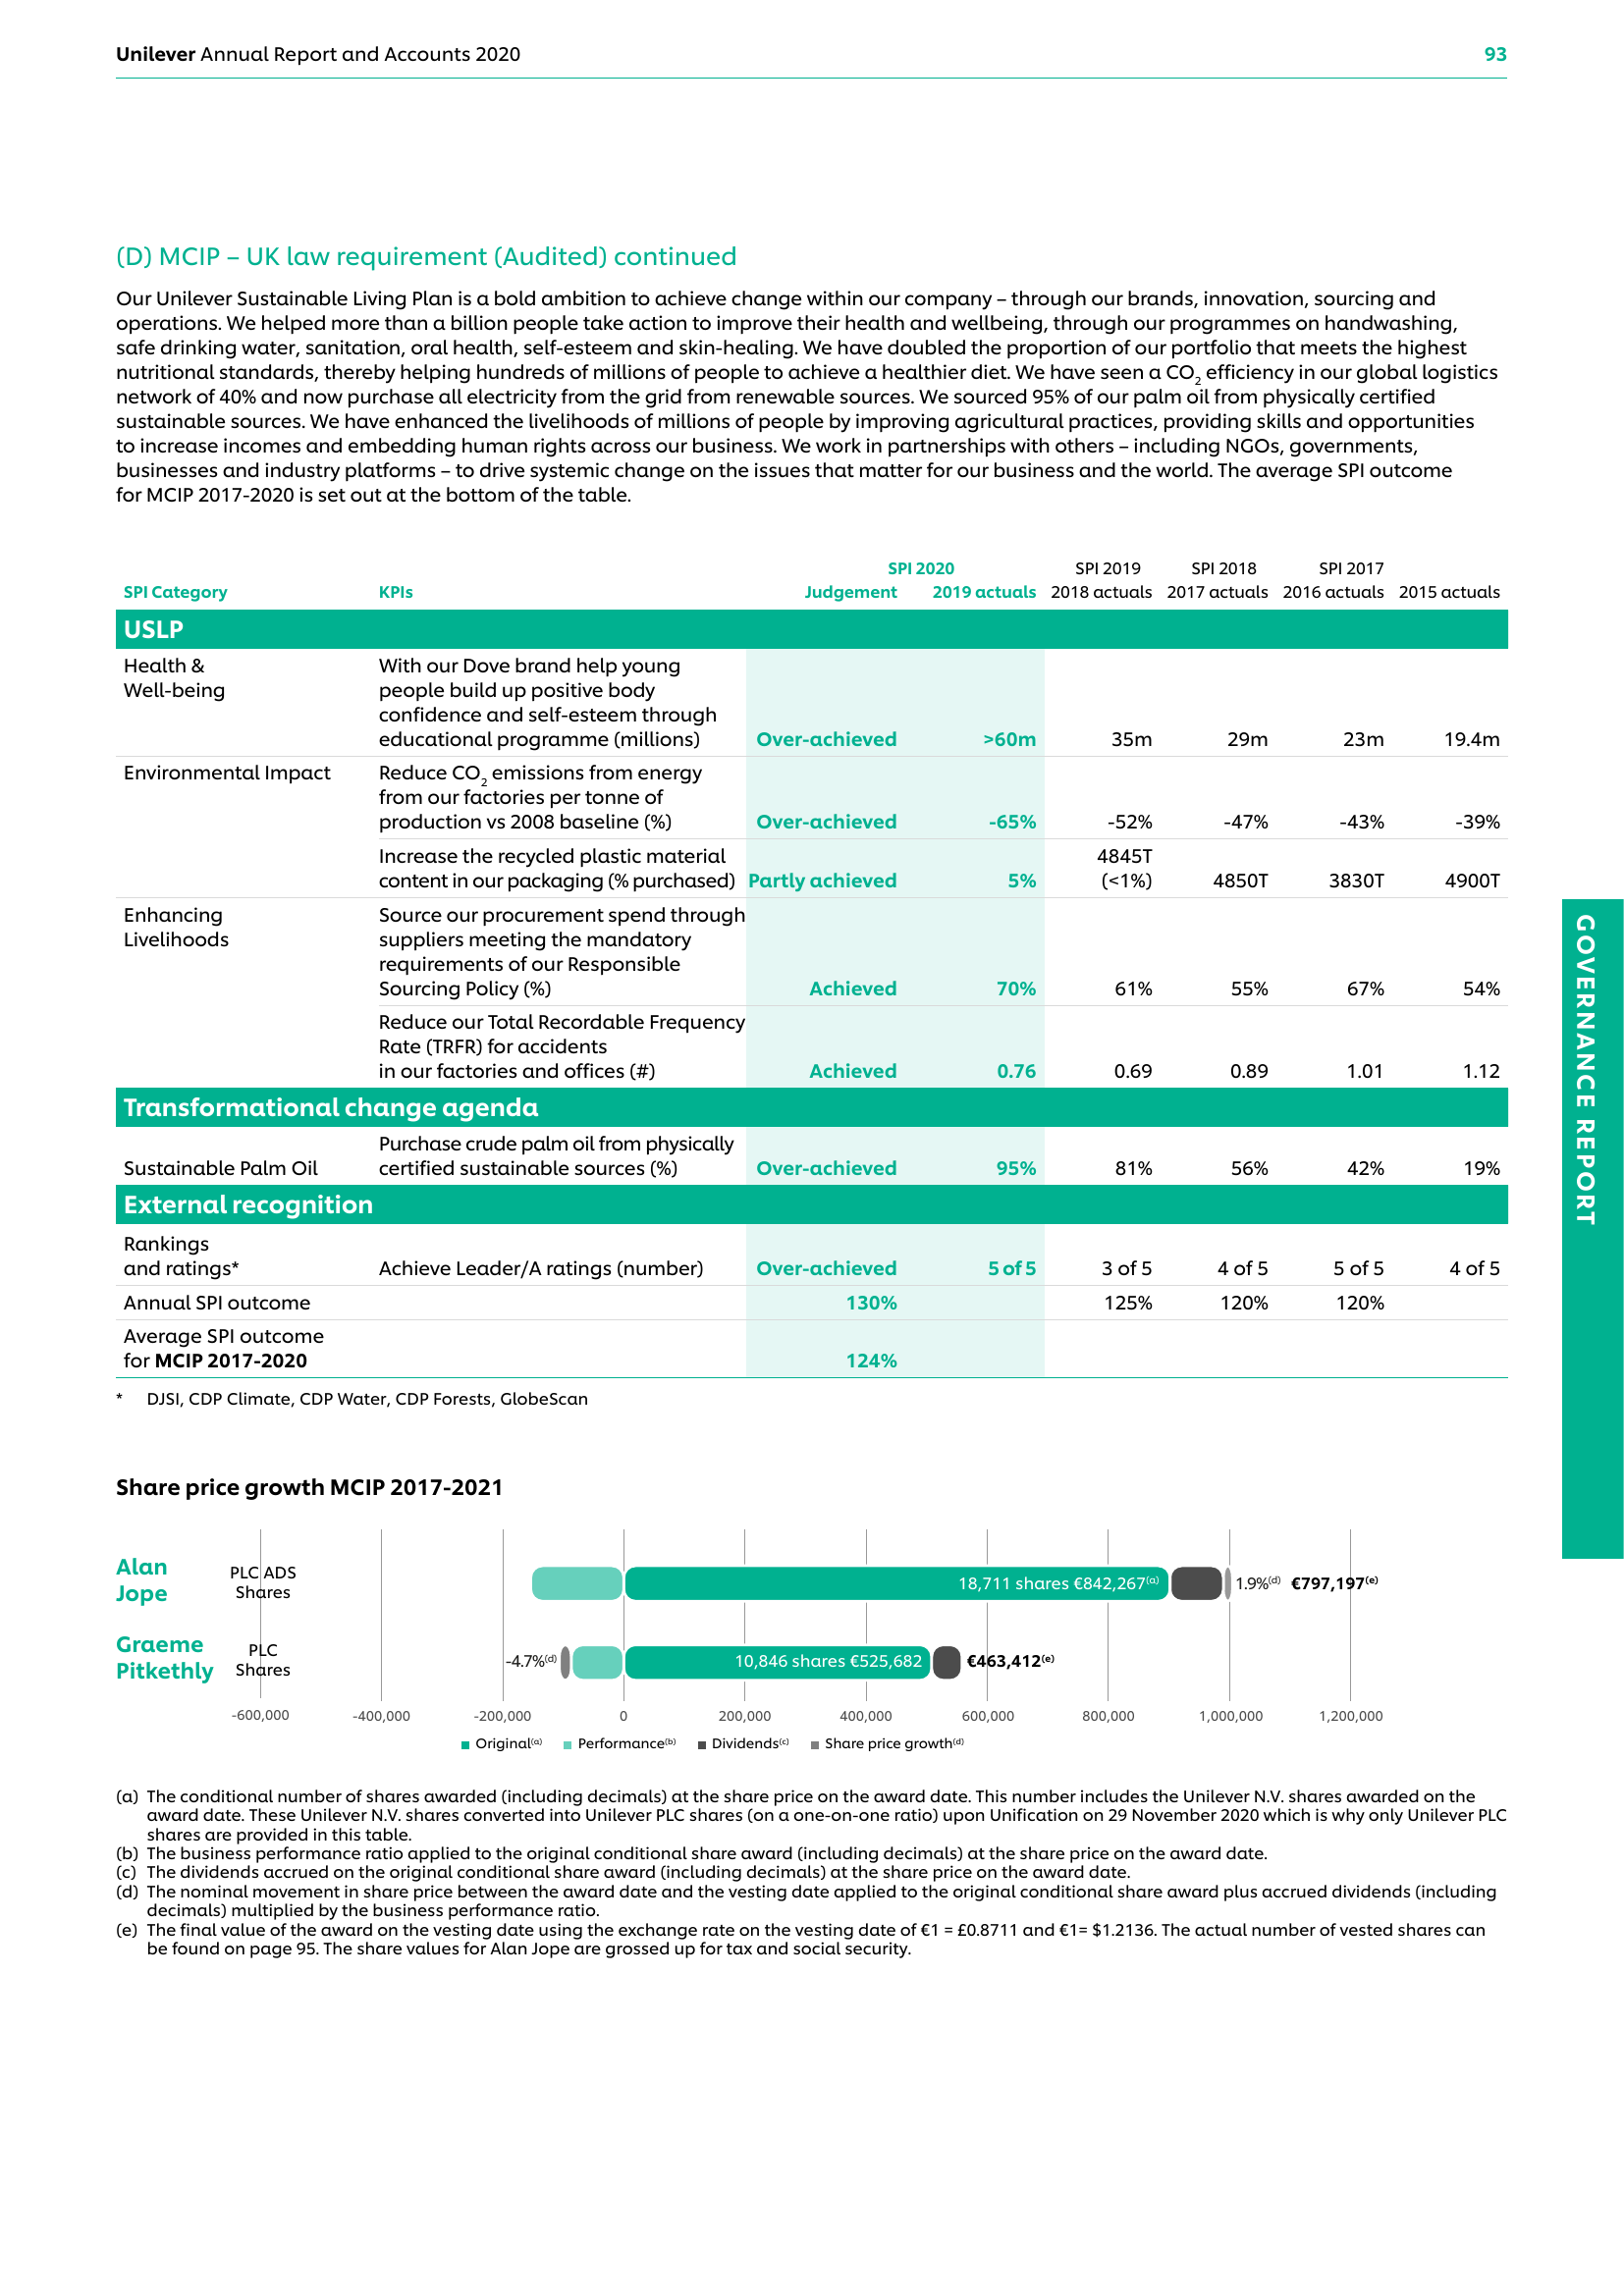 Unilever Annual Report and Accounts 2020 93
(D) MCIP – UK law requirement (Audited) continued
Our Unilever Sustainable Living Plan is a bold ambition to achieve change within our company – through our brands, innovation, sourcing and
operations. We helped more than a billion people take action to improve their health and wellbeing, through our programmes on handwashing,
safe drinking water, sanitation, oral health, self-esteem and skin-healing. We have doubled the proportion of our portfolio that meets the highest
nutritional standards, thereby helping hundreds of millions of people to achieve a healthier diet. We have seen a CO2 efficiency in our global logistics
network of 40% and now purchase all electricity from the grid from renewable sources. We sourced 95% of our palm oil from physically certified
sustainable sources. We have enhanced the livelihoods of millions of people by improving agricultural practices, providing skills and opportunities
to increase incomes and embedding human rights across our business. We work in partnerships with others – including NGOs, governments,
businesses and industry platforms – to drive systemic change on the issues that matter for our business and the world. The average SPI outcome
for MCIP 2017-2020 is set out at the bottom of the table.
SPI 2020 SPI 2019 SPI 2018 SPI 2017
SPI Category KPIs Judgement 2019 actuals 2018 actuals 2017 actuals 2016 actuals 2015 actuals
USLP
Health & With our Dove brand help young
Well-being people build up positive body
confidence and self-esteem through
educational programme (millions) Over-achieved >60m 35m 29m 23m 19.4m
Environmental Impact Reduce CO2 emissions from energy
from our factories per tonne of
production vs 2008 baseline (%) Over-achieved -65% -52% -47% -43% -39%
Increase the recycled plastic material 4845T
content in our packaging (% purchased) Partly achieved 5% (<1%) 4850T 3830T 4900T
Enhancing Source our procurement spend through
Livelihoods suppliers meeting the mandatory
requirements of our Responsible
Sourcing Policy (%) Achieved 70% 61% 55% 67% 54%
Reduce our Total Recordable Frequency
Rate (TRFR) for accidents
in our factories and offices (#) Achieved 0.76 0.69 0.89 1.01 1.12
Transformational change agenda
Purchase crude palm oil from physically
Sustainable Palm Oil certified sustainable sources (%) Over-achieved 95% 81% 56% 42% 19%
External recognition
Rankings
and ratings* Achieve Leader/A ratings (number) Over-achieved 5 of 5 3 of 5 4 of 5 5 of 5 4 of 5
Annual SPI outcome 130% 125% 120% 120%
Average SPI outcome
for MCIP 2017-2020 124%
* DJSI, CDP Climate, CDP Water, CDP Forests, GlobeScan
GOVERNANCE REPORT
Share price growth MCIP 2017-2021
Alan PLC ADS
Jope Shares 18,711 shares €842,267(a) 1.9%(d) €797,197(e)
Graeme PLC
Pitkethly Shares -4.7%(d) 10,846 shares €525,682 €463,412(e)
-600,000 -400,000 -200,000 0 200,000 400,000 600,000 800,000 1,000,000 1,200,000
Original(a) Performance(b) Dividends(c) Share price growth(d)
(a) The conditional number of shares awarded (including decimals) at the share price on the award date. This number includes the Unilever N.V. shares awarded on the
award date. These Unilever N.V. shares converted into Unilever PLC shares (on a one-on-one ratio) upon Unification on 29 November 2020 which is why only Unilever PLC
shares are provided in this table.
(b) The business performance ratio applied to the original conditional share award (including decimals) at the share price on the award date.
(c) The dividends accrued on the original conditional share award (including decimals) at the share price on the award date.
(d) The nominal movement in share price between the award date and the vesting date applied to the original conditional share award plus accrued dividends (including
decimals) multiplied by the business performance ratio.
(e) The final value of the award on the vesting date using the exchange rate on the vesting date of €1 = £0.8711 and €1= $1.2136. The actual number of vested shares can
be found on page 95. The share values for Alan Jope are grossed up for tax and social security.